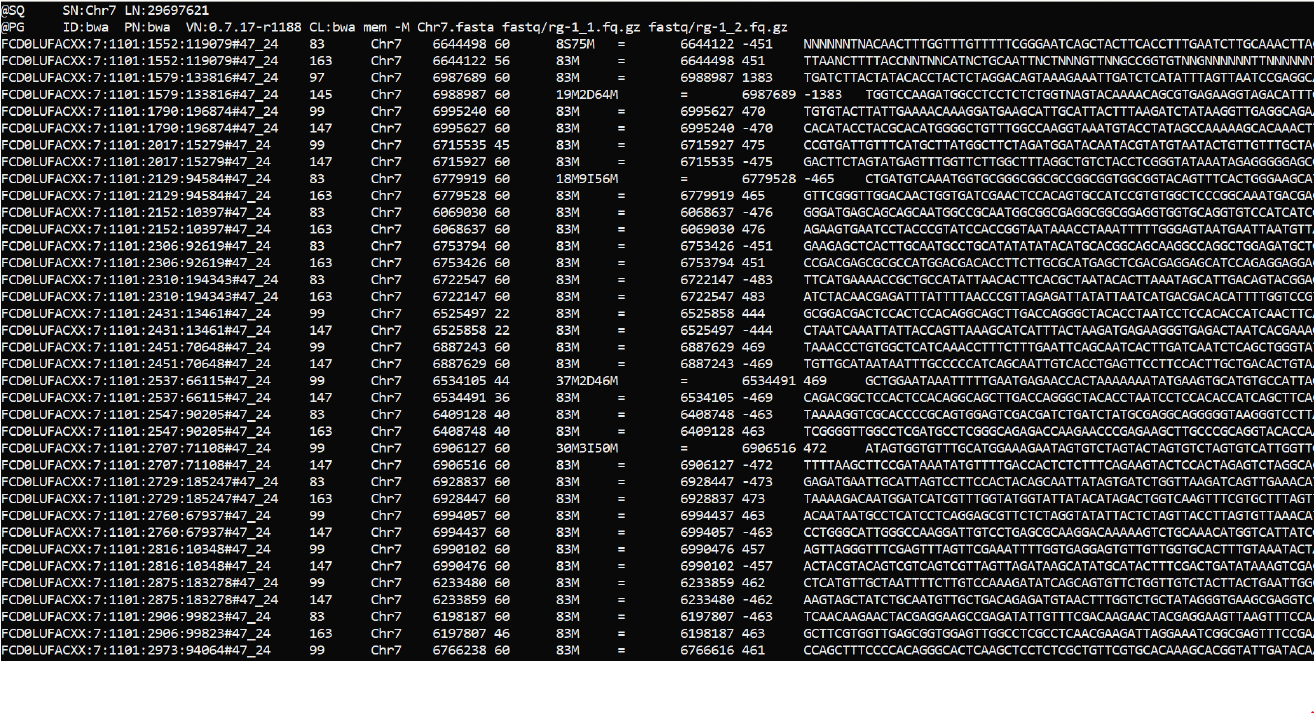 @SQ SN:Chr7 LN:29697621
@PG ID:bwa PN:bwa VN:0.7.17-r1188 CL:bwa mem -M Chr7.fasta fastq/rg-1_1.fq.gz fastq/rg-1_2.fq.gz
FCD0LUFACXX:7:1101:1552:119079#47_24 83 Chr7 6644498 60 8S75M = 6644122 -451 NNNNNNTNACAACTTTGGTTTGTTTTTCGGGAATCAGCTACTTCACCTTTGAATCTTGCAAACTTA
FCD0LUFACXX:7:1101:1552:119079#47_24 163 Chr7 6644122 56 83M = 6644498 451 TTAANCTTTTACCNNTNNCATNCTGCAATTNCTNNNGTTNNGCCGGTGTNNGNNNNNNTTNNNNNN
FCD0LUFACXX:7:1101:1579:133816#47_24 97 Chr7 6987689 60 83M = 6988987 1383 TGATCTTACTATACACCTACTCTAGGACAGTAAAGAAATTGATCTCATATTTAGTTAATCCGAGGC
FCD0LUFACXX:7:1101:1579:133816#47_24 145 Chr7 6988987 60 19M2D64M = 6987689 -1383 TGGTCCAAGATGGCCTCCTCTCTGGTNAGTACAAAACAGCGTGAGAAGGTAGACATTT
FCD0LUFACXX:7:1101:1790:196874#47_24 99 Chr7 6995240 60 83M = 6995627 470 TGTGTACTTATTGAAAACAAAGGATGAAGCATTGCATTACTTTAAGATCTATAAGGTTGAGGCAGA
FCD0LUFACXX:7:1101:1790:196874#47_24 147 Chr7 6995627 60 83M = 6995240 -470 CACATACCTACGCACATGGGGCTGTTTGGCCAAGGTAAATGTACCTATAGCCAAAAAGCACAAACT
FCD0LUFACXX:7:1101:2017:15279#47_24 99 Chr7 6715535 45 83M = 6715927 475 CCGTGATTGTTTCATGCTTATGGCTTCTAGATGGATACAATACGTATGTAATACTGTTGTTTGCTA
FCD0LUFACXX:7:1101:2017:15279#47_24 147 Chr7 6715927 60 83M = 6715535 -475 GACTTCTAGTATGAGTTTGGTTCTTGGCTTTAGGCTGTCTACCTCGGGTATAAATAGAGGGGGAGC
FCD0LUFACXX:7:1101:2129:94584#47_24 83 Chr7 6779919 60 18M9I56M = 6779528 -465 CTGATGTCAAATGGTGCGGGCGGCGCCGGCGGTGGCGGTACAGTTTCACTGGGAAGCA
FCD0LUFACXX:7:1101:2129:94584#47_24 163 Chr7 6779528 60 83M = 6779919 465 GTTCGGGTTGGACAACTGGTGATCGAACTCCACAGTGCCATCCGTGTGGCTCCCGGCAAATGACGA
FCD0LUFACXX:7:1101:2152:10397#47_24 83 Chr7 6069030 60 83M = 6068637 -476 GGGATGAGCAGCAGCAATGGCCGCAATGGCGGCGAGGCGGCGGAGGTGGTGCAGGTGTCCATCATC
FCD0LUFACXX:7:1101:2152:10397#47_24 163 Chr7 6068637 60 83M = 6069030 476 AGAAGTGAATCCTACCCGTATCCACCGGTAATAAACCTAAATTTTTGGGAGTAATGAATTAATGTT
FCD0LUFACXX:7:1101:2306:92619#47_24 83 Chr7 6753794 60 83M = 6753426 -451 GAAGAGCTCACTTGCAATGCCTGCATATATATACATGCACGGCAGCAAGGCCAGGCTGGAGATGCT
FCD0LUFACXX:7:1101:2306:92619#47_24 163 Chr7 6753426 60 83M = 6753794 451 CCGACGAGCGCGCCATGGACGACACCTTCTTGCGCATGAGCTCGACGAGGAGCATCCAGAGGAGGA
FCD0LUFACXX:7:1101:2310:194343#47_24 83 Chr7 6722547 60 83M = 6722147 -483 TTCATGAAAACCGCTGCCATATTAACACTTCACGCTAATACACTTAAATAGCATTGACAGTACGGA
FCD0LUFACXX:7:1101:2310:194343#47_24 163 Chr7 6722147 60 83M = 6722547 483 ATCTACAACGAGATTTATTTTAACCCGTTAGAGATTATATTAATCATGACGACACATTTTGGTCCG
FCD0LUFACXX:7:1101:2431:13461#47_24 99 Chr7 6525497 22 83M = 6525858 444 GCGGACGACTCCACTCCACAGGCAGCTTGACCAGGGCTACACCTAATCCTCCACACCATCAACTTC
FCD0LUFACXX:7:1101:2431:13461#47_24 147 Chr7 6525858 22 83M = 6525497 -444 CTAATCAAATTATTACCAGTTAAAGCATCATTTACTAAGATGAGAAGGGTGAGACTAATCACGAAA
FCD0LUFACXX:7:1101:2451:70648#47_24 99 Chr7 6887243 60 83M = 6887629 469 TAAACCCTGTGGCTCATCAAACCTTTCTTTGAATTCAGCAATCACTTGATCAATCTCAGCTGGGTA
FCD0LUFACXX:7:1101:2451:70648#47_24 147 Chr7 6887629 60 83M = 6887243 -469 TGTTGCATAATAATTTGCCCCCATCAGCAATTGTCACCTGAGTTCCTTCCACTTGCTGACACTGTA
FCD0LUFACXX:7:1101:2537:66115#47_24 99 Chr7 6534105 44 37M2D46M = 6534491 469 GCTGGAATAAATTTTTGAATGAGAACCACTAAAAAAATATGAAGTGCATGTGCCATTA
FCD0LUFACXX:7:1101:2537:66115#47_24 147 Chr7 6534491 36 83M = 6534105 -469 CAGACGGCTCCACTCCACAGGCAGCTTGACCAGGGCTACACCTAATCCTCCACACCATCAGCTTCA
FCD0LUFACXX:7:1101:2547:90205#47_24 83 Chr7 6409128 40 83M = 6408748 -463 TAAAAGGTCGCACCCCGCAGTGGAGTCGACGATCTGATCTATGCGAGGCAGGGGGTAAGGGTCCTT
FCD0LUFACXX:7:1101:2547:90205#47_24 163 Chr7 6408748 40 83M = 6409128 463 TCGGGGTTGGCCTCGATGCCTCGGGCAGAGACCAAGAACCCGAGAAGCTTGCCCGCAGGTACACCA
FCD0LUFACXX:7:1101:2707:71108#47_24 99 Chr7 6906127 60 30M3I50M = 6906516 472 ATAGTGGTGTTTGCATGGAAAGAATAGTGTCTAGTACTAGTGTCTAGTGTCATTGGTT
FCD0LUFACXX:7:1101:2707:71108#47_24 147 Chr7 6906516 60 83M = 6906127 -472 TTTTAAGCTTCCGATAAATATGTTTTGACCACTCTCTTTCAGAAGTACTCCACTAGAGTCTAGGCA
FCD0LUFACXX:7:1101:2729:185247#47_24 83 Chr7 6928837 60 83M = 6928447 -473 GAGATGAATTGCATTAGTCCTTCCACTACAGCAATTATAGTGATCTGGTTAAGATCAGTTGAAACA
FCD0LUFACXX:7:1101:2729:185247#47_24 163 Chr7 6928447 60 83M = 6928837 473 TAAAAGACAATGGATCATCGTTTGGTATGGTATTATACATAGACTGGTCAAGTTTCGTGCTTTAGT
FCD0LUFACXX:7:1101:2760:67937#47_24 99 Chr7 6994057 60 83M = 6994437 463 ACAATAATGCCTCATCCTCAGGAGCGTTCTCTAGGTATATTACTCTAGTTACCTTAGTGTTAAACA
FCD0LUFACXX:7:1101:2760:67937#47_24 147 Chr7 6994437 60 83M = 6994057 -463 CCTGGGCATTGGGCCAAGGATTGTCCTGAGCGCAAGGACAAAAAGTCTGCAAACATGGTCATTATC
FCD0LUFACXX:7:1101:2816:10348#47_24 99 Chr7 6990102 60 83M = 6990476 457 AGTTAGGGTTTCGAGTTTAGTTCGAAATTTTGGTGAGGAGTGTTGTTGGTGCACTTTGTAAATACT
FCD0LUFACXX:7:1101:2816:10348#47_24 147 Chr7 6990476 60 83M = 6990102 -457 ACTACGTACAGTCGTCAGTCGTTAGTTAGATAAGCATATGCATACTTTCGACTGATATAAAGTCGA
FCD0LUFACXX:7:1101:2875:183278#47_24 99 Chr7 6233480 60 83M = 6233859 462 CTCATGTTGCTAATTTTCTTGTCCAAAGATATCAGCAGTGTTCTGGTTGTCTACTTACTGAATTGG
FCD0LUFACXX:7:1101:2875:183278#47_24 147 Chr7 6233859 60 83M = 6233480 -462 AAGTAGCTATCTGCAATGTTGCTGACAGAGATGTAACTTTGGTCTGCTATAGGGTGAAGCGAGGTC
FCD0LUFACXX:7:1101:2906:99823#47_24 83 Chr7 6198187 60 83M = 6197807 -463 TCAACAAGAACTACGAGGAAGCCGAGATATTGTTTCGACAAGAACTACGAGGAAGTTAAGTTTCCA
FCD0LUFACXX:7:1101:2906:99823#47_24 163 Chr7 6197807 46 83M = 6198187 463 GCTTCGTGGTTGAGCGGTGGAGTTGGCCTCGCCTCAACGAAGATTAGGAAATCGGCGAGTTTCCGA
FCD0LUFACXX:7:1101:2973:94064#47_24 99 Chr7 6766238 60 83M = 6766616 461 CCAGCTTTCCCCACAGGGCACTCAAGCTCCTCTCGCTGTTCGTGCACAAAGCACGGTATTGATACA